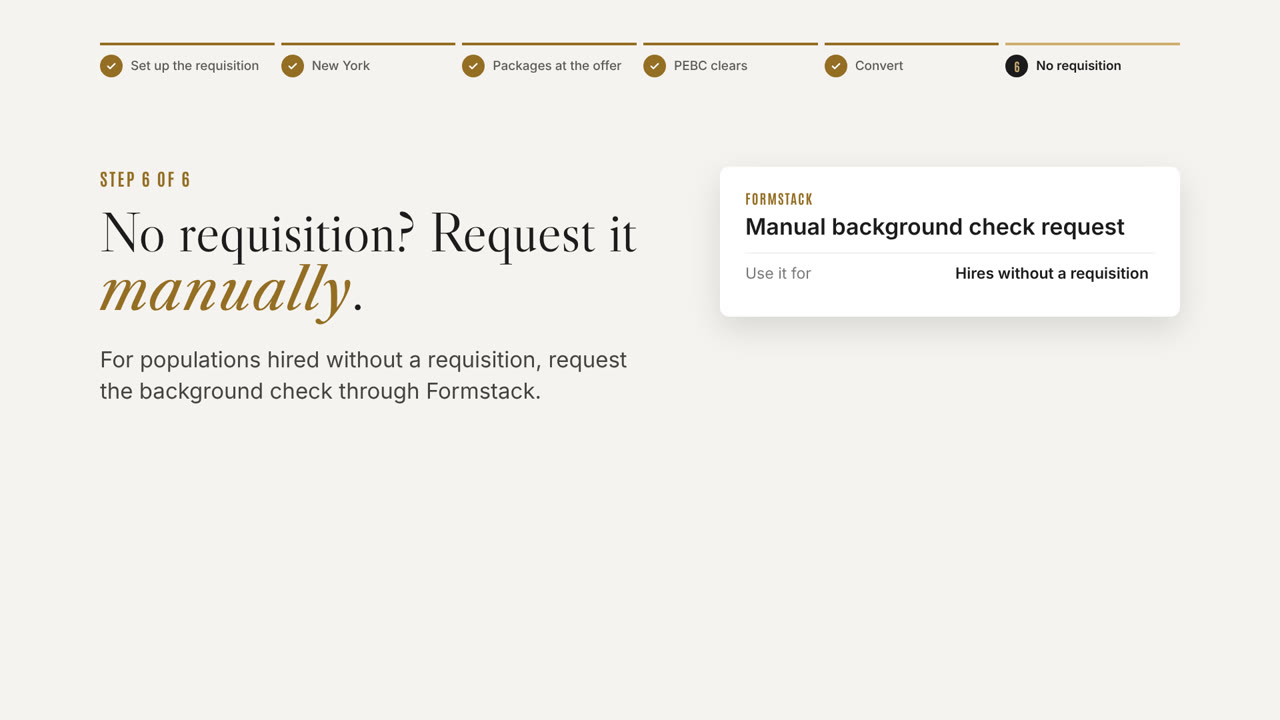 Set up the requisition
New York
Packages at the offer
PEBC clears
Convert
6 No requisition
STEP 6 OF 6
No requisition? Request it
manually.
For populations hired without a requisition, request
the background check through Formstack.
FORMSTACK
Manual background check request
Use it for Hires without a requisition